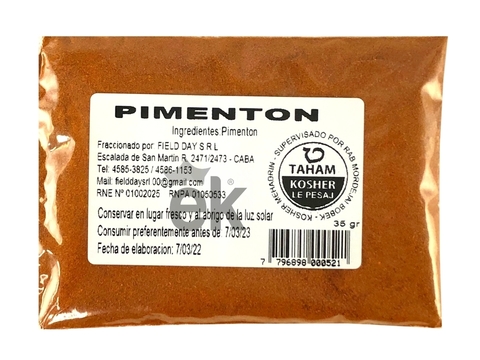 PIMENTON
Ingredientes Pimenton
Fraccionado por: FIELD DAY S R L
Escalada de San Martin R. 2471/2473 - CABA
Tel: 4585-3825 / 4586-1153
Mail: fielddaysrl.00@gmail.com
RNE Nº 01002025 RNPA 01050533
Conservar en lugar fresco y al abrigo de la luz solar
Consumir preferentemente antes de: 7/03/23
Fecha de elaboracion: 7/03/22
SUPERVISADO POR RAB MORDEJAI BOBEK - KOSHER MEHADRIN -
TAHAM
KOSHER
LE PESAJ
35 gr
7 796898 000521
ek